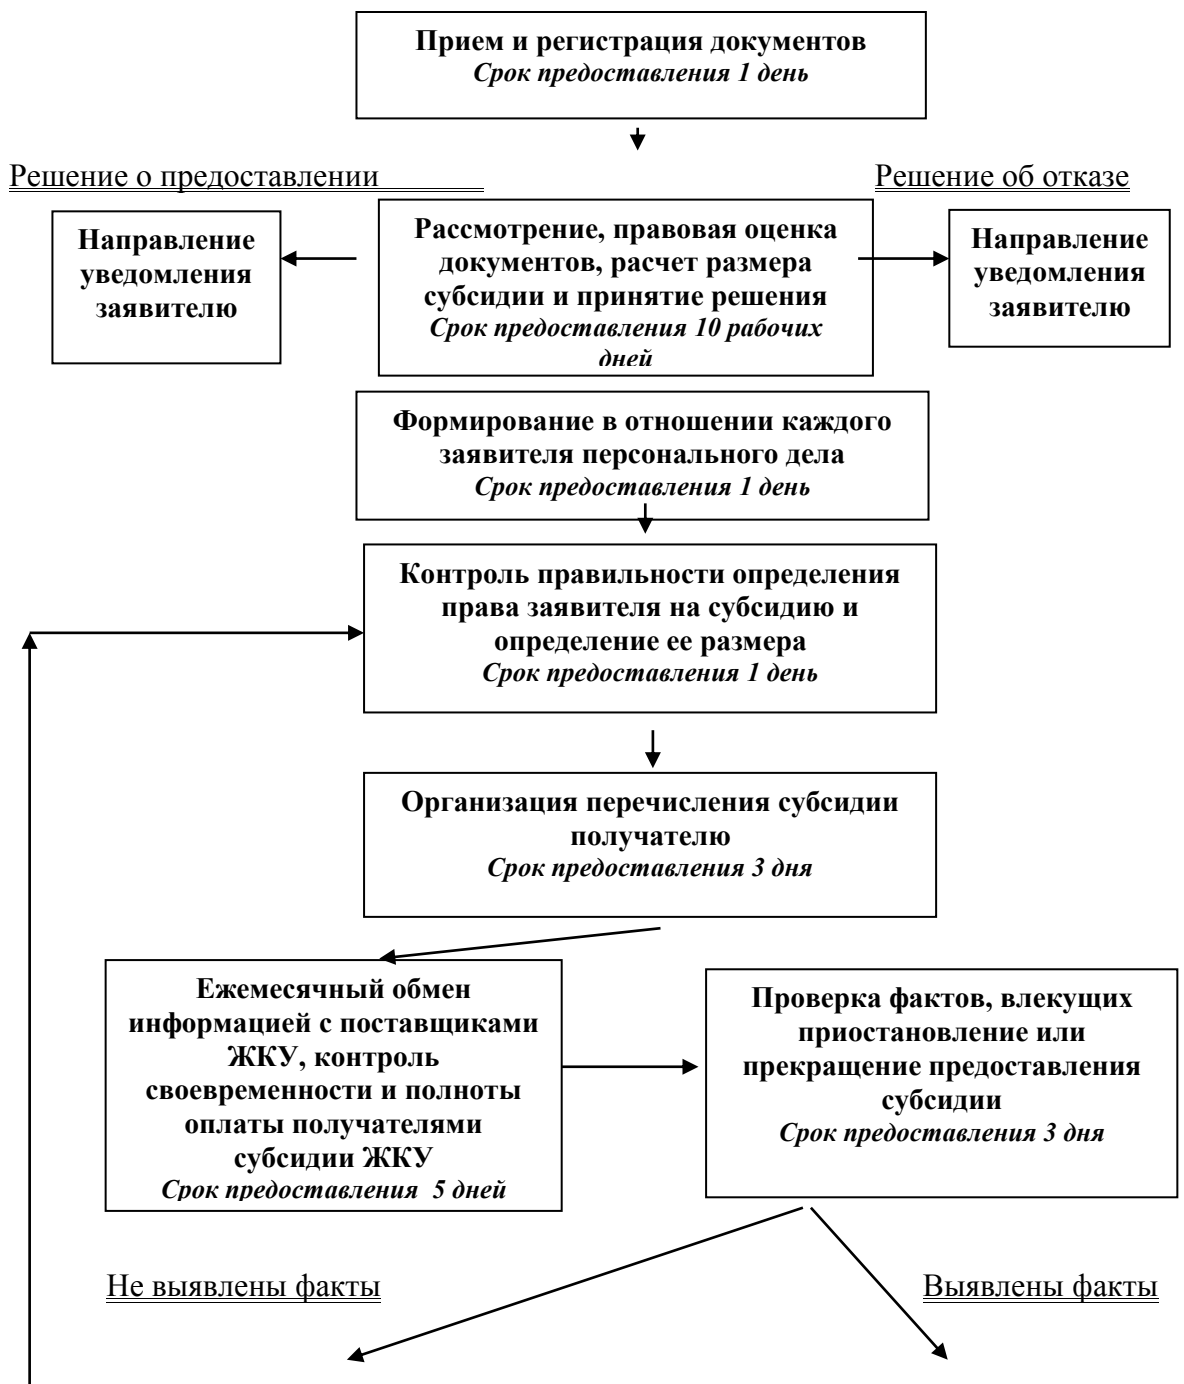 Прием и регистрация документов
Срок предоставления 1 день
Решение о предоставлении
Решение об отказе
Направление
уведомления
заявителю
Рассмотрение, правовая оценка
документов, расчет размера
субсидии и принятие решения
Срок предоставления 10 рабочих
дней
Направление
уведомления
заявителю
Формирование в отношении каждого
заявителя персонального дела
Срок предоставления 1 день
Контроль правильности определения
права заявителя на субсидию и
определение ее размера
Срок предоставления 1 день
Организация перечисления субсидии
получателю
Срок предоставления 3 дня
Ежемесячный обмен
информацией с поставщиками
ЖКУ, контроль
своевременности и полноты
оплаты получателями
субсидии ЖКУ
Срок предоставления  5 дней
Проверка фактов, влекущих
приостановление или
прекращение предоставления
субсидии
Срок предоставления 3 дня
Не выявлены факты
Выявлены факты